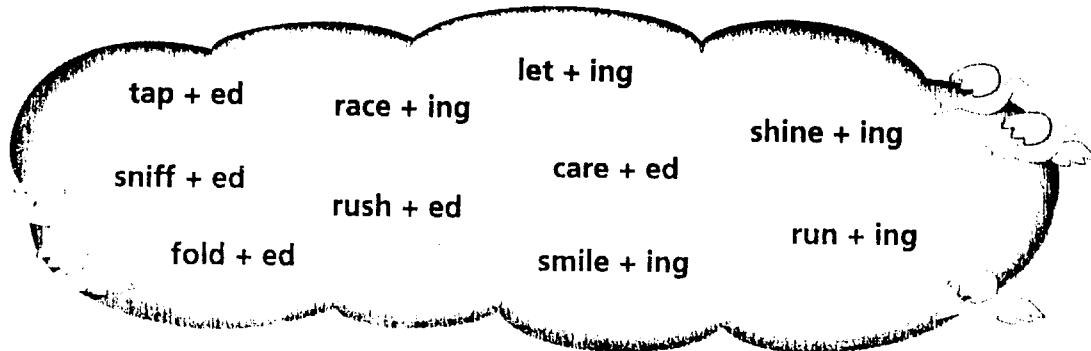 let + ing
tap + ed
race + ing
shine + ing
sniff + ed
care + ed
rush + ed
run + ing
fold + ed
smile + ing